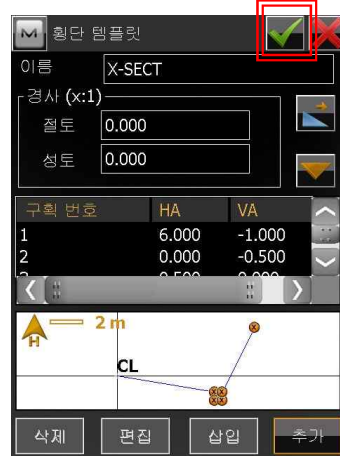 횡단 템플릿
이름 X-SECT
경사 (x:1)
절토 0.000
성토 0.000
구획 번호 HA VA
1 6.000 -1.000
2 0.000 -0.500
2 m
H
CL
삭제 편집 삽입 추가